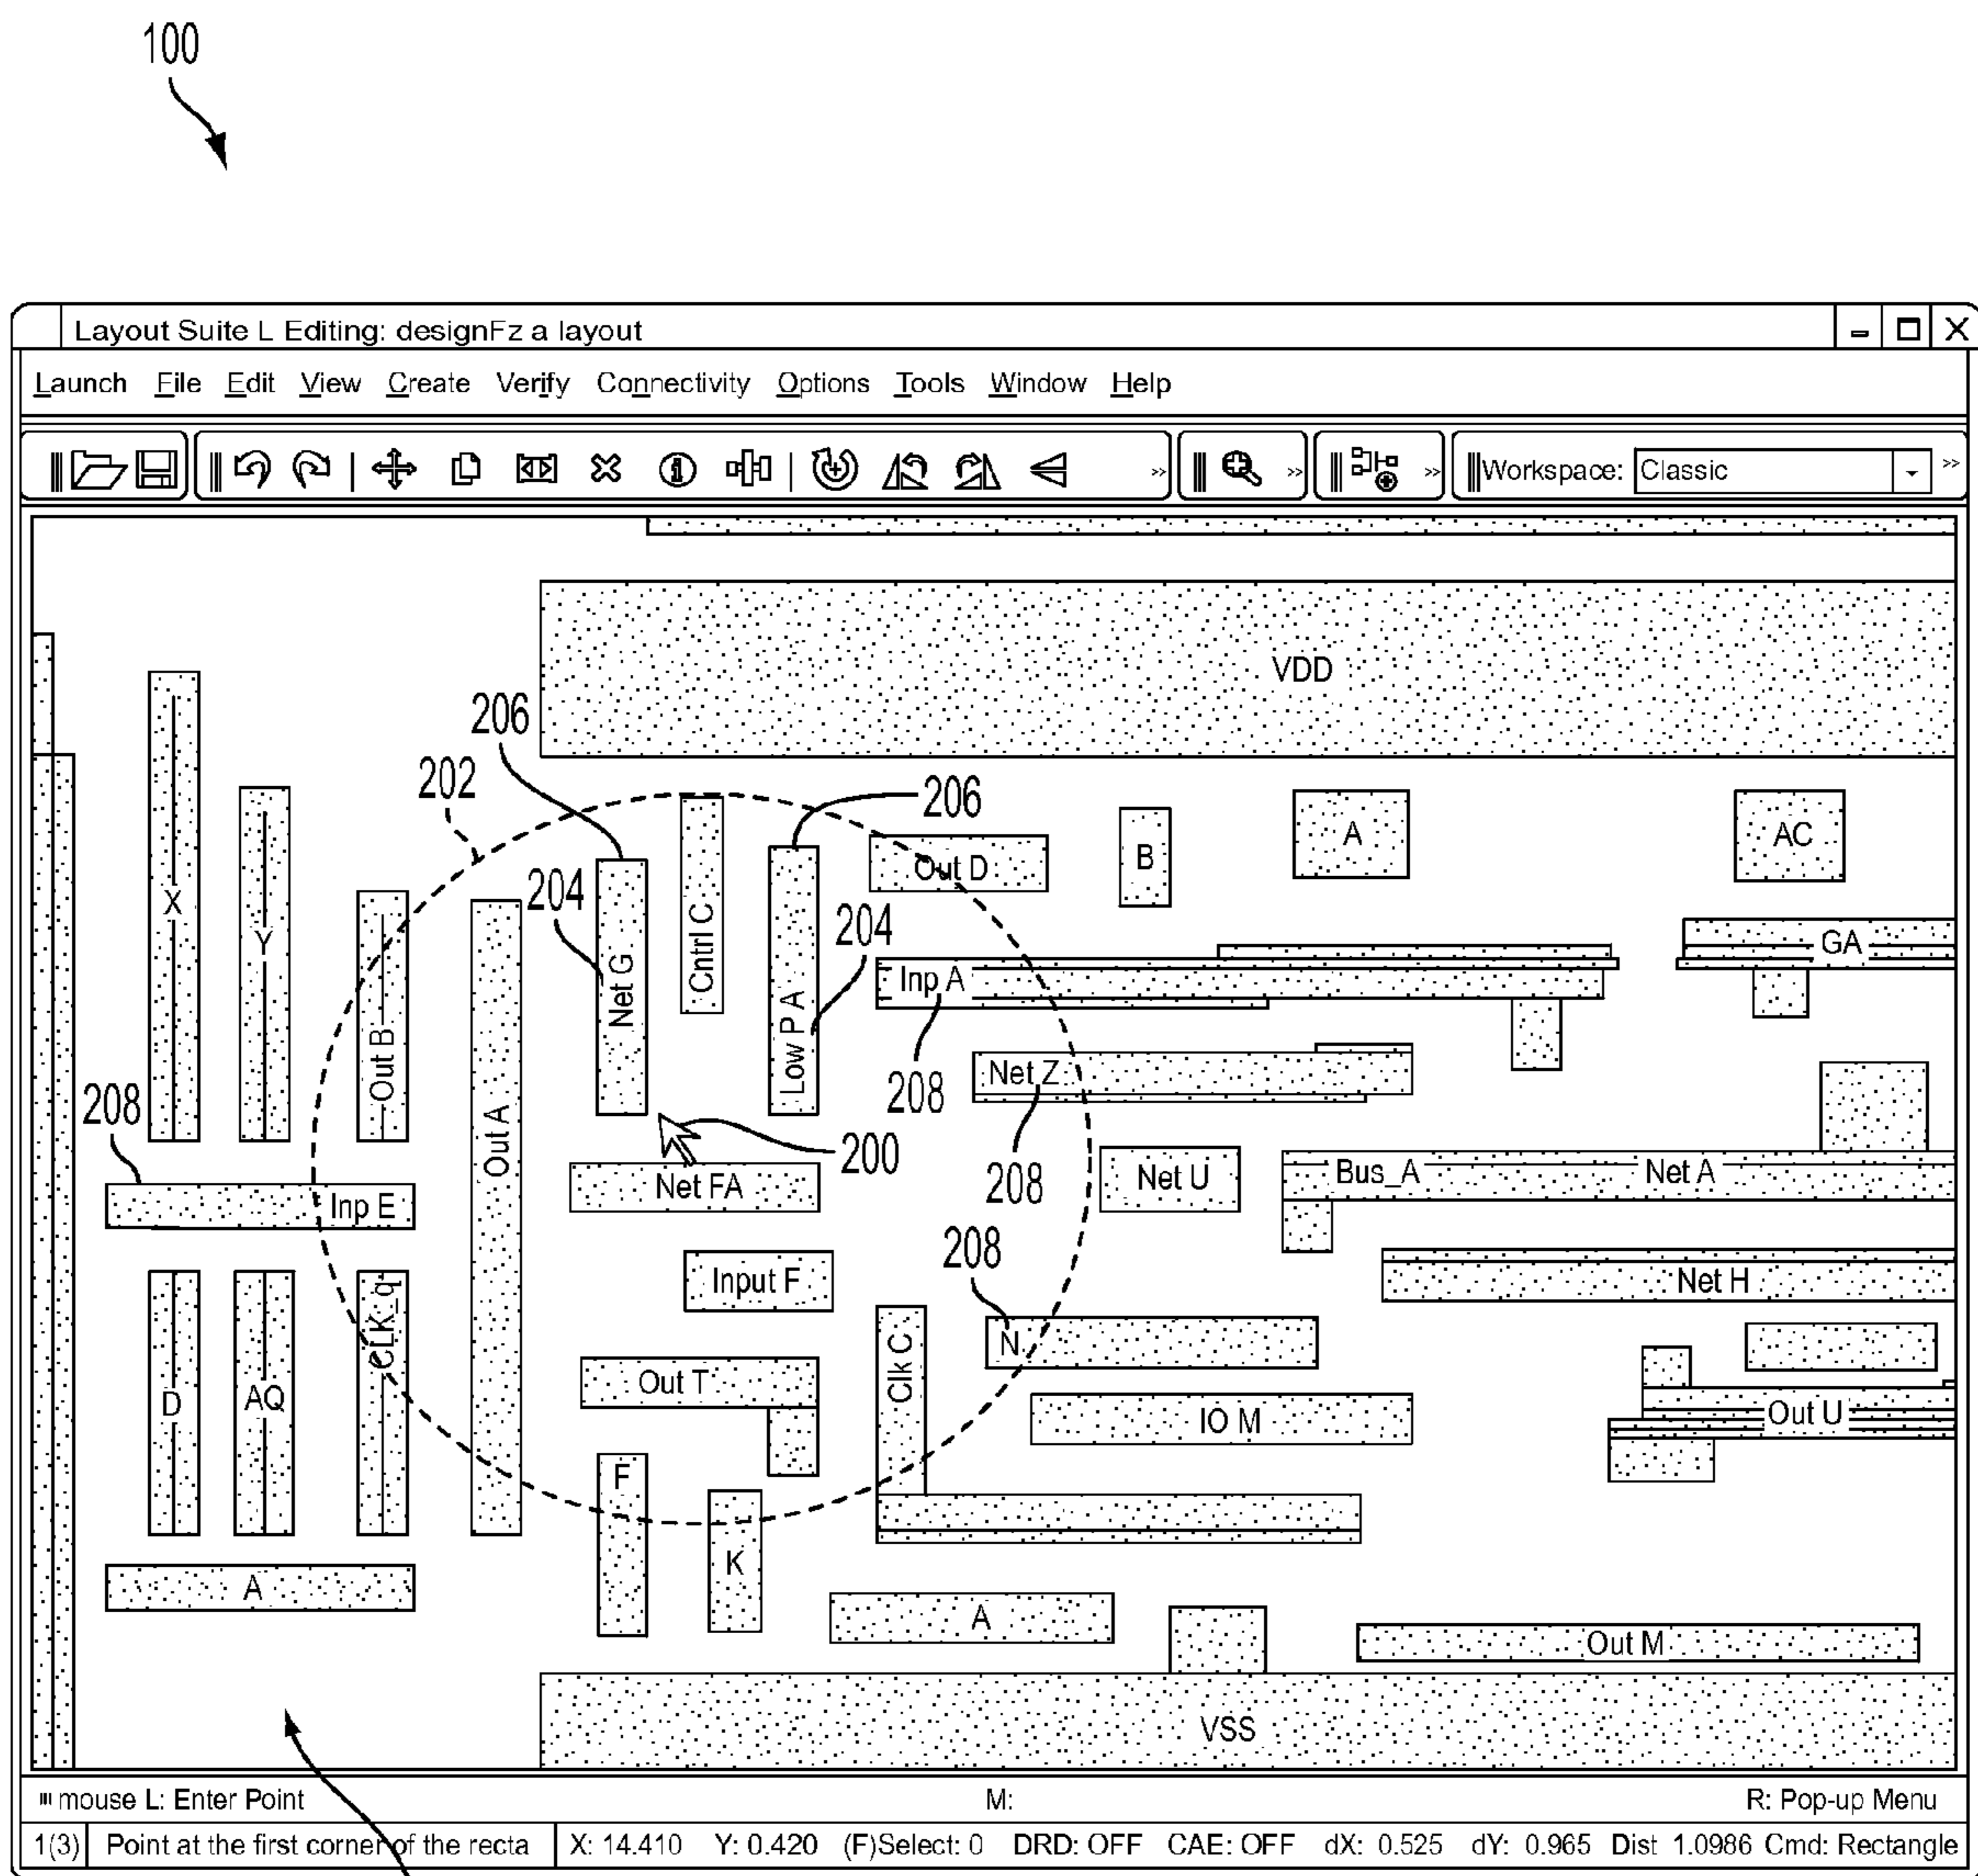 100
Layout Suite L Editing: designFz a layout
Launch File Edit View Create Verify Connectivity Options Tools Window Help
Workspace: Classic
VDD
206
202
206
X
Y
Out B
204
Net G
Cntrl C
Low P A
204
Out D
B
A
AC
Inp A
GA
208
Net Z
208
208
Out A
200
Net FA
Net U
Bus_A
Net A
Inp E
Input F
208
Net H
D
AQ
CLK_q
Out T
Clk C
N
IO M
Out U
F
K
A
A
Out M
VSS
mouse L: Enter Point M: R: Pop-up Menu
1(3) Point at the first corner of the recta X: 14.410 Y: 0.420 (F)Select: 0 DRD: OFF CAE: OFF dX: 0.525 dY: 0.965 Dist 1.0986 Cmd: Rectangle